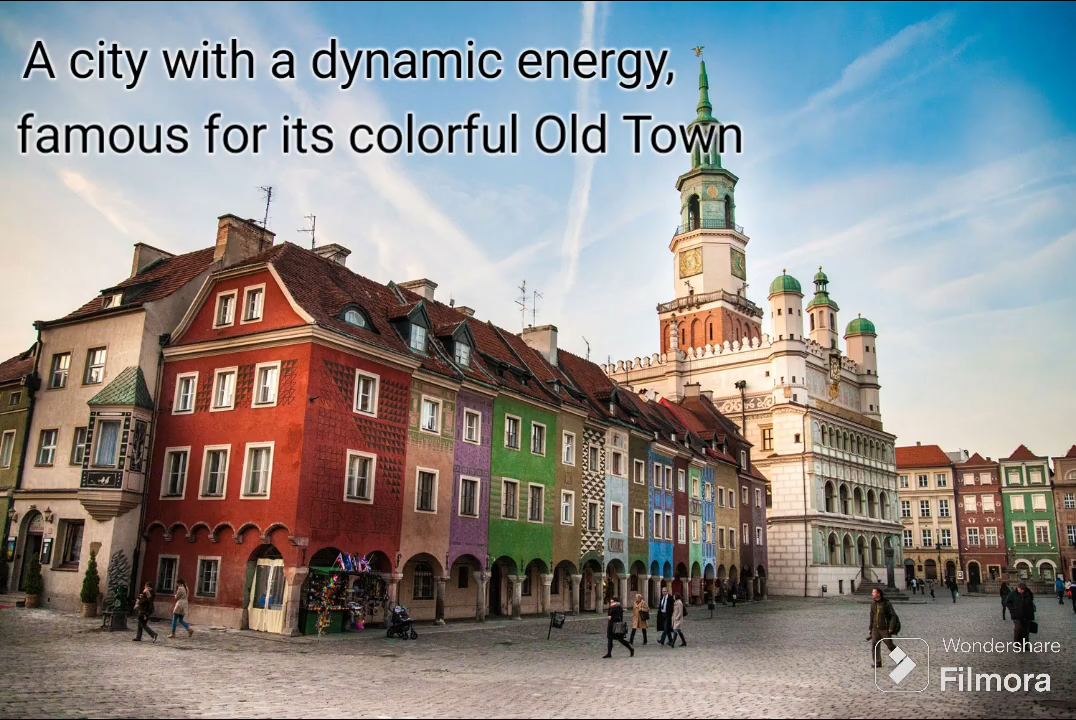 A city with a dynamic energy,
famous for its colorful Old Town
Wondershare
Filmora